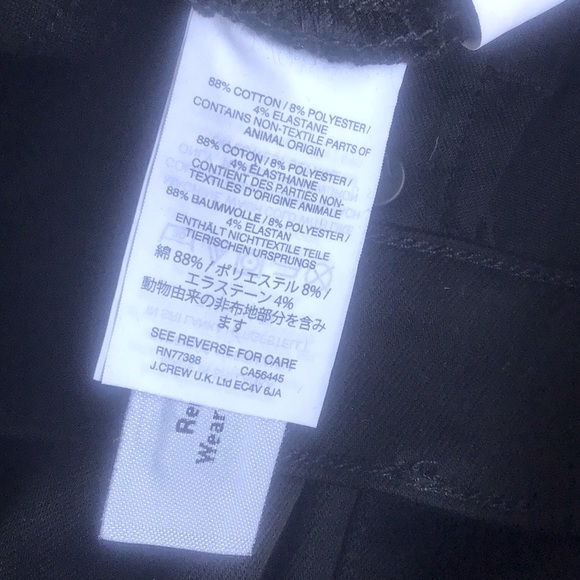 88% COTTON / 8% POLYESTER /
4% ELASTANE
CONTAINS NON-TEXTILE PARTS OF
ANIMAL ORIGIN
88% COTON / 8% POLYESTER /
4% ÉLASTHANNE
CONTIENT DES PARTIES NON-
TEXTILES D'ORIGINE ANIMALE
88% BAUMWOLLE / 8% POLYESTER /
4% ELASTAN
ENTHÄLT NICHTTEXTILE TEILE
TIERISCHEN URSPRUNGS
綿 88% / ポリエステル 8% /
エラステーン 4%
動物由来の非布地部分を含み
ます
SEE REVERSE FOR CARE
RN77388 CA56445
J.CREW U.K. Ltd EC4V 6JA
Re
Wear